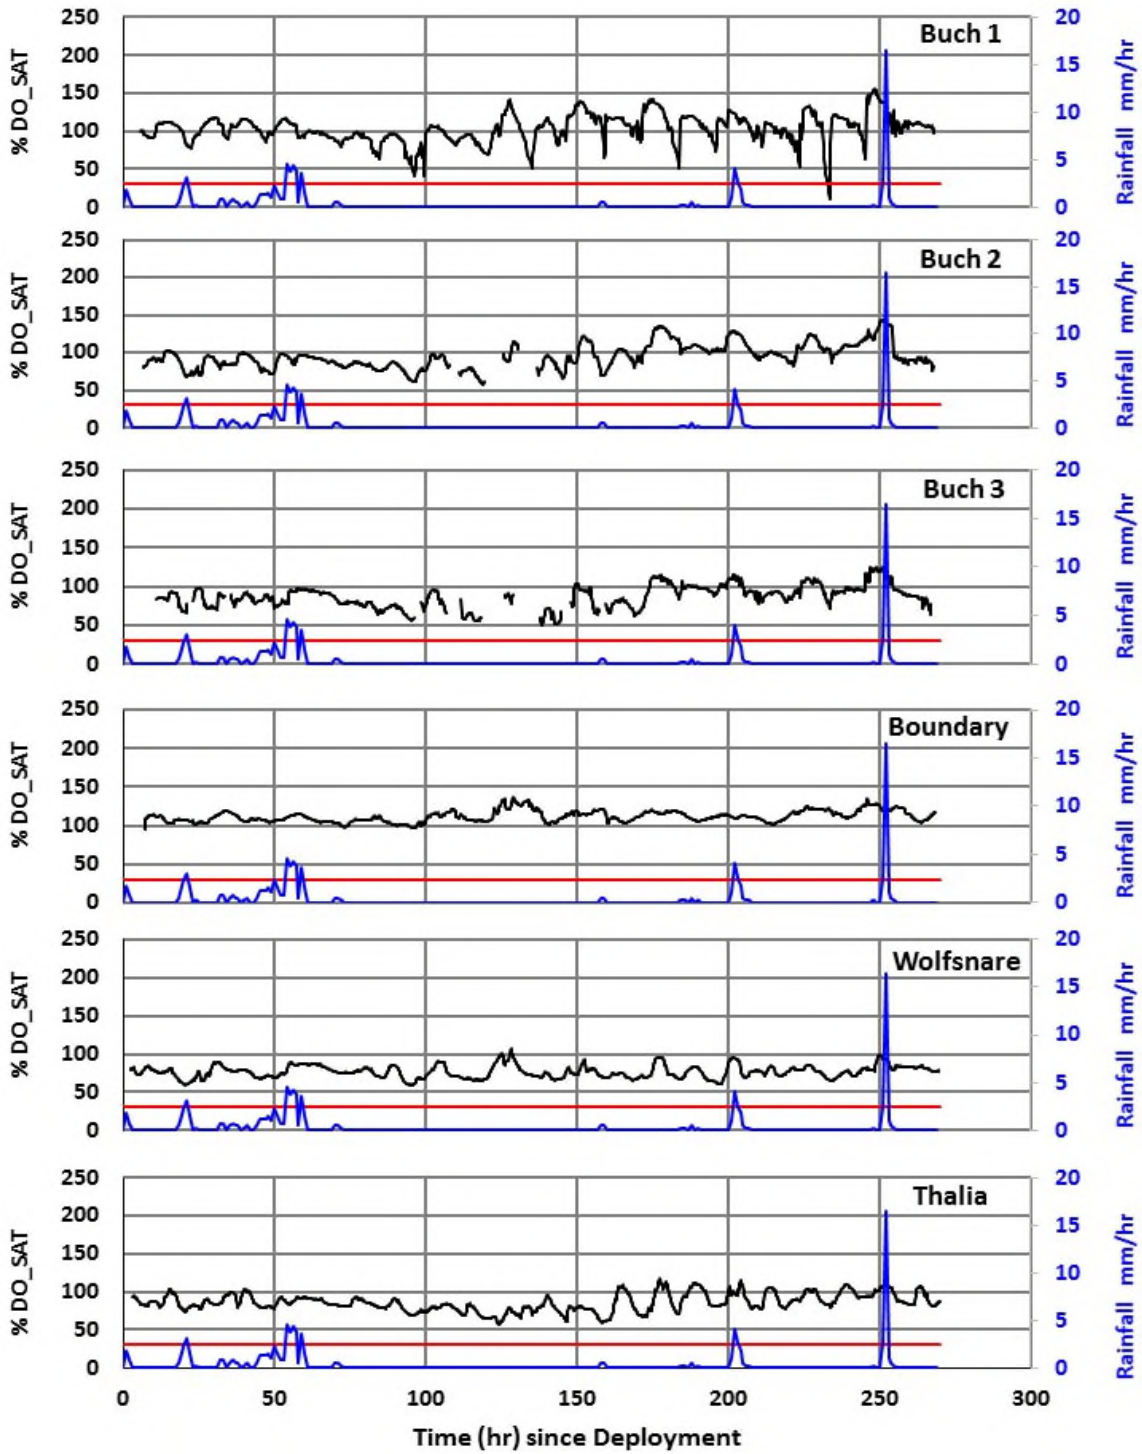 250 20
Buch 1
200
15
150
% DO_SAT
10
100
Rainfall mm/hr
5
50
0 0
250 20
Buch 2
200
15
150
% DO_SAT
10
100
Rainfall mm/hr
5
50
0 0
250 20
Buch 3
200
15
150
% DO_SAT
10
100
Rainfall mm/hr
5
50
0 0
250 20
Boundary
200
15
150
% DO_SAT
10
100
Rainfall mm/hr
5
50
0 0
250 20
Wolfsnare
200
15
150
% DO_SAT
10
100
Rainfall mm/hr
5
50
0 0
250 20
Thalia
200
15
150
% DO_SAT
10
100
Rainfall mm/hr
5
50
0 0
0 50 100 150 200 250 300
Time (hr) since Deployment